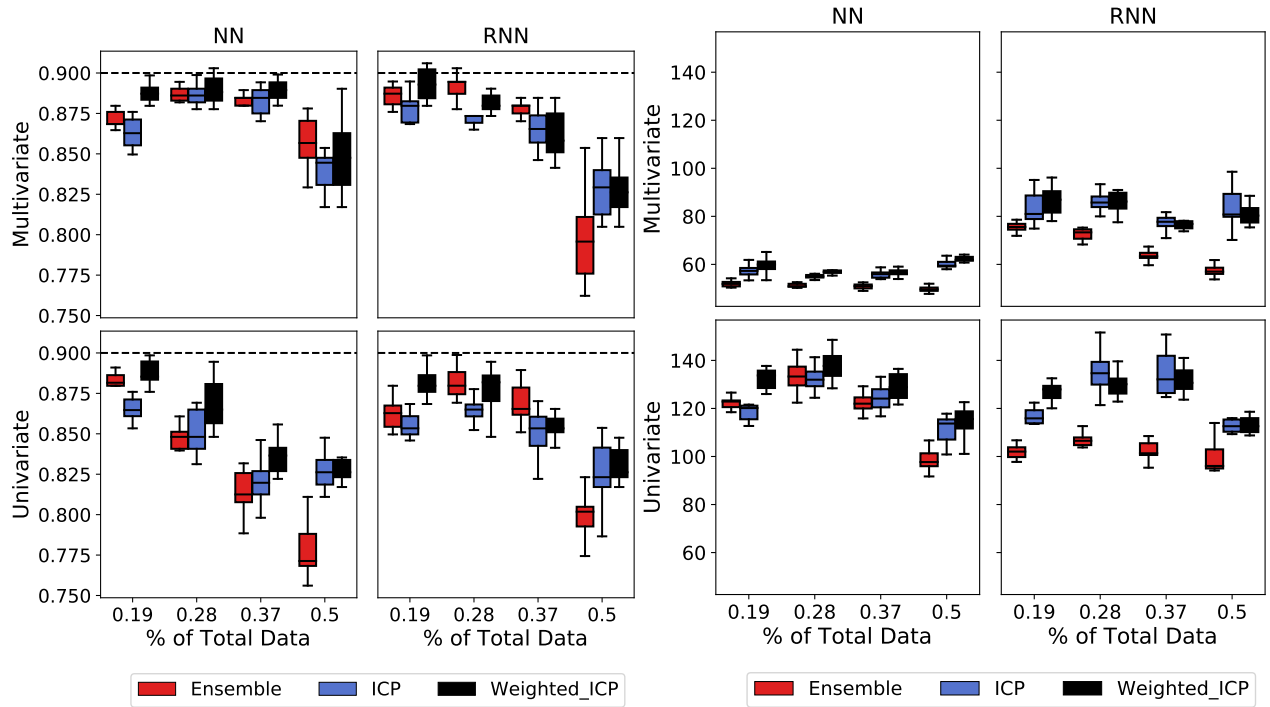 NN
RNN
Multivariate
0.900
0.875
0.850
0.825
0.800
0.775
0.750
Univariate
0.900
0.875
0.850
0.825
0.800
0.775
0.750
0.19 0.28 0.37 0.5
% of Total Data
0.19 0.28 0.37 0.5
% of Total Data
Ensemble ICP Weighted_ICP
NN
RNN
Multivariate
140
120
100
80
60
Univariate
140
120
100
80
60
0.19 0.28 0.37 0.5
% of Total Data
0.19 0.28 0.37 0.5
% of Total Data
Ensemble ICP Weighted_ICP